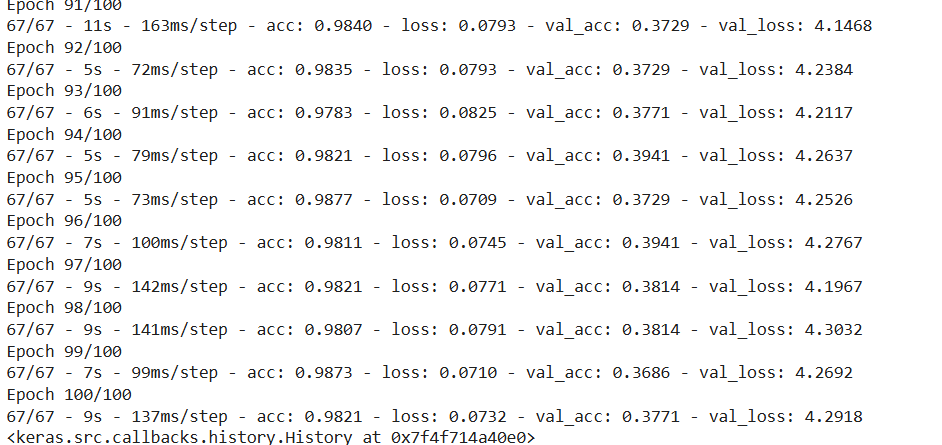 Epoch 91/100
67/67 - 11s - 163ms/step - acc: 0.9840 - loss: 0.0793 - val_acc: 0.3729 - val_loss: 4.1468
Epoch 92/100
67/67 - 5s - 72ms/step - acc: 0.9835 - loss: 0.0793 - val_acc: 0.3729 - val_loss: 4.2384
Epoch 93/100
67/67 - 6s - 91ms/step - acc: 0.9783 - loss: 0.0825 - val_acc: 0.3771 - val_loss: 4.2117
Epoch 94/100
67/67 - 5s - 79ms/step - acc: 0.9821 - loss: 0.0796 - val_acc: 0.3941 - val_loss: 4.2637
Epoch 95/100
67/67 - 5s - 73ms/step - acc: 0.9877 - loss: 0.0709 - val_acc: 0.3729 - val_loss: 4.2526
Epoch 96/100
67/67 - 7s - 100ms/step - acc: 0.9811 - loss: 0.0745 - val_acc: 0.3941 - val_loss: 4.2767
Epoch 97/100
67/67 - 9s - 142ms/step - acc: 0.9821 - loss: 0.0771 - val_acc: 0.3814 - val_loss: 4.1967
Epoch 98/100
67/67 - 9s - 141ms/step - acc: 0.9807 - loss: 0.0791 - val_acc: 0.3814 - val_loss: 4.3032
Epoch 99/100
67/67 - 7s - 99ms/step - acc: 0.9873 - loss: 0.0710 - val_acc: 0.3686 - val_loss: 4.2692
Epoch 100/100
67/67 - 9s - 137ms/step - acc: 0.9821 - loss: 0.0732 - val_acc: 0.3771 - val_loss: 4.2918
<keras.src.callbacks.history.History at 0x7f4f714a40e0>